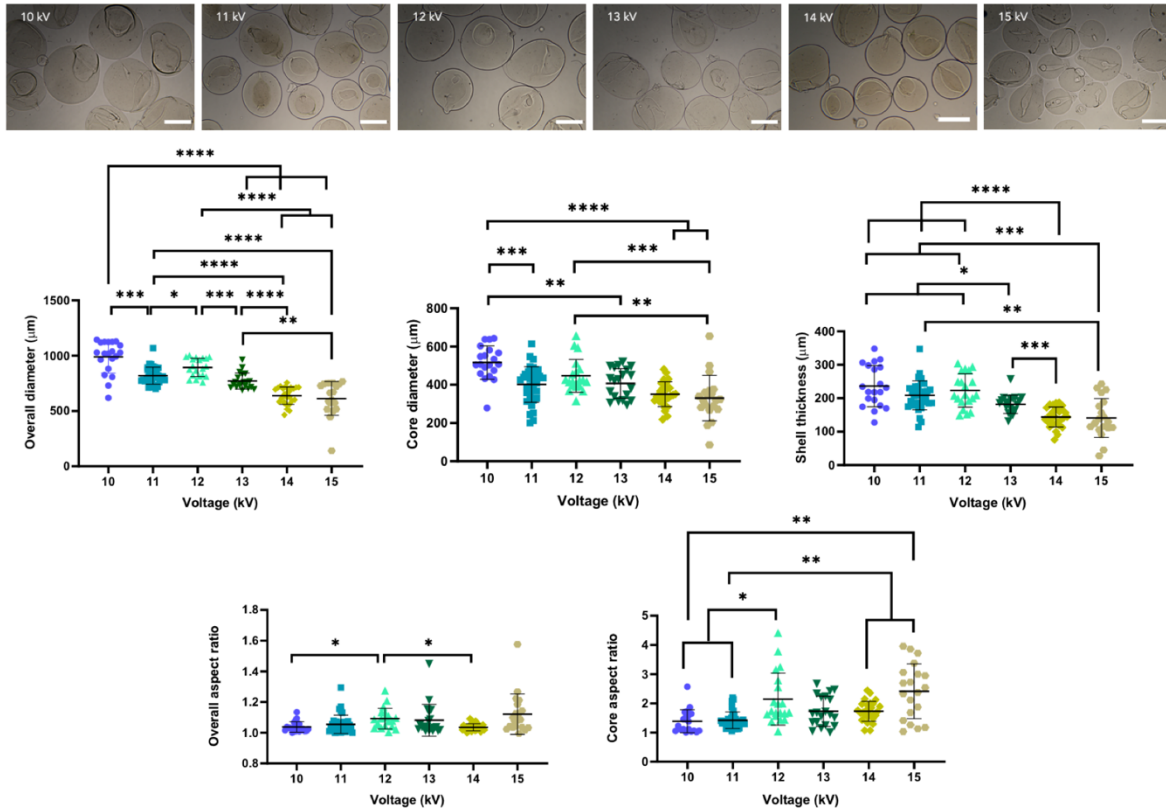 10 kV
11 kV
12 kV
13 kV
14 kV
15 kV
****
****
****
****
*** * *** ****
**
Overall diameter (μm)
1500
1000
500
0
10 11 12 13 14 15
Voltage (kV)
****
*** ***
**
**
Core diameter (μm)
800
600
400
200
0
10 11 12 13 14 15
Voltage (kV)
****
***
*
**
***
Shell thickness (μm)
400
300
200
100
0
10 11 12 13 14 15
Voltage (kV)
* *
Overall aspect ratio
1.8
1.6
1.4
1.2
1.0
0.8
10 11 12 13 14 15
Voltage (kV)
**
**
*
Core aspect ratio
5
4
3
2
1
0
10 11 12 13 14 15
Voltage (kV)